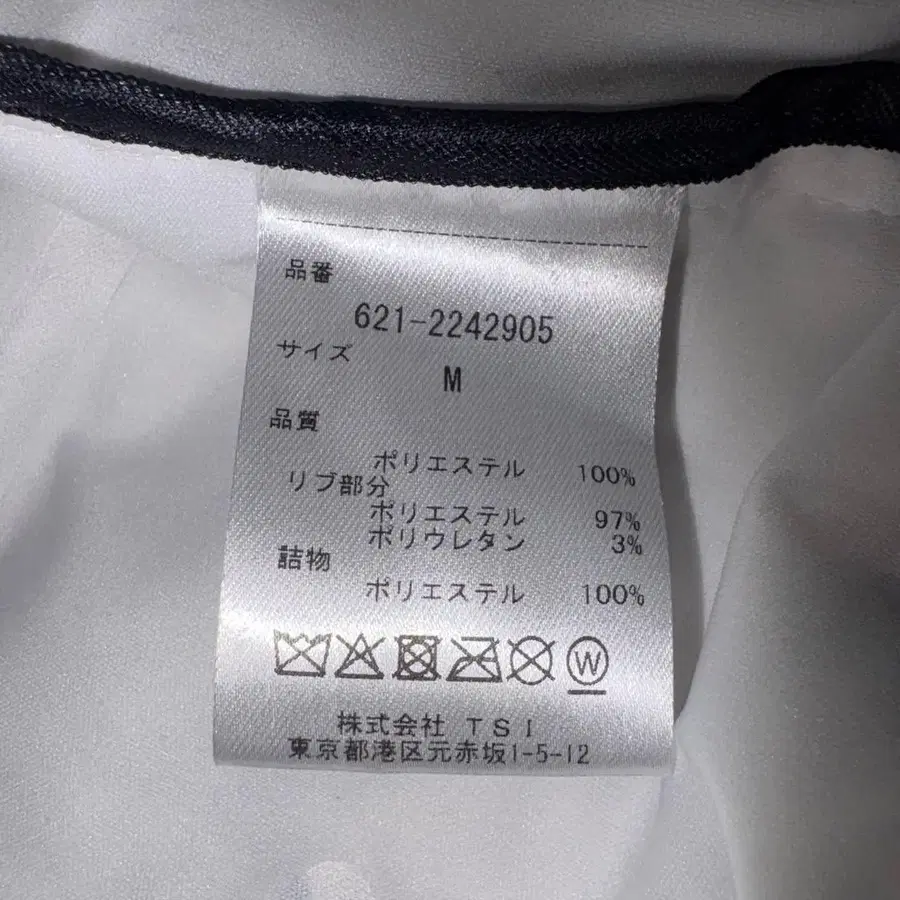 品番
621-2242905
サイズ
M
品質
ポリエステル 100%
リブ部分
ポリエステル 97%
ポリウレタン 3%
詰物
ポリエステル 100%
W
株式会社 TSI
東京都港区元赤坂1-5-12